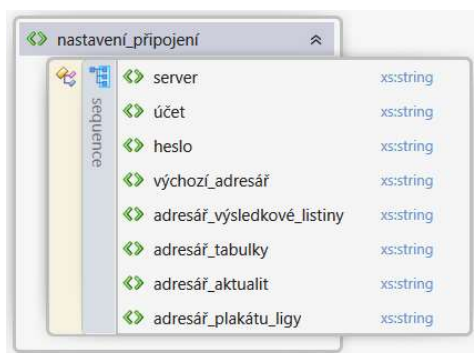 nastavení_připojení
sequence
server xs:string
účet xs:string
heslo xs:string
výchozí_adresář xs:string
adresář_výsledkové_listiny xs:string
adresář_tabulky xs:string
adresář_aktualit xs:string
adresář_plakátu_ligy xs:string